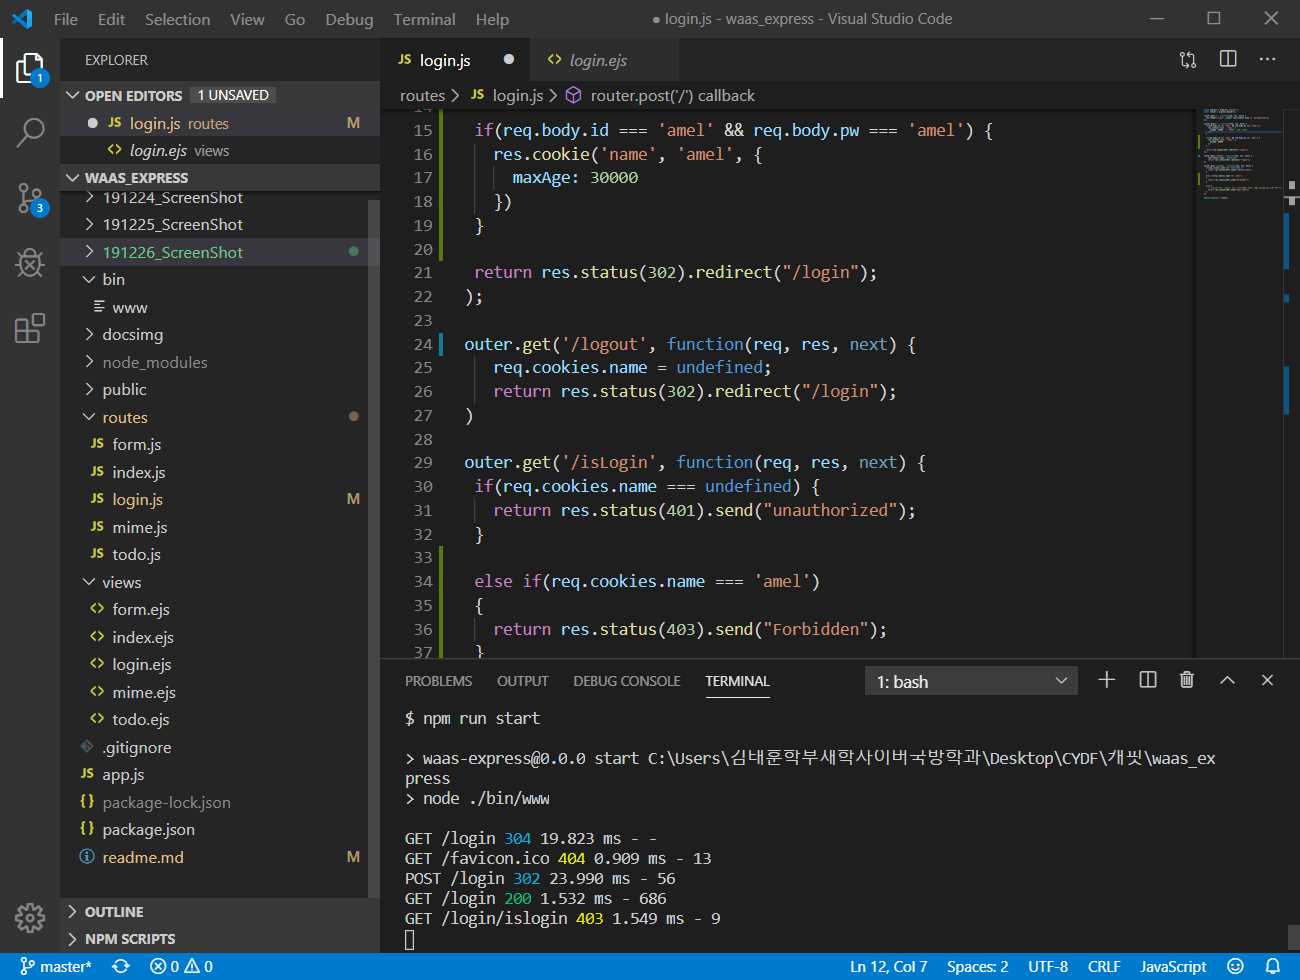 File Edit Selection View Go Debug Terminal Help
● login.js - waas_express - Visual Studio Code
EXPLORER
OPEN EDITORS 1 UNSAVED
JS login.js routes M
<> login.ejs views
WAAS_EXPRESS
191224_ScreenShot
191225_ScreenShot
191226_ScreenShot
bin
www
docsimg
node_modules
public
routes
JS form.js
JS index.js
JS login.js M
JS mime.js
JS todo.js
views
<> form.ejs
<> index.ejs
<> login.ejs
<> mime.ejs
<> todo.ejs
.gitignore
JS app.js
{} package-lock.json
{} package.json
readme.md M
OUTLINE
NPM SCRIPTS
1
3
JS login.js ● <> login.ejs
routes > JS login.js > router.post('/') callback
15 if(req.body.id === 'amel' && req.body.pw === 'amel') {
16 res.cookie('name', 'amel', {
17 maxAge: 30000
18 })
19 }
20
21 return res.status(302).redirect("/login");
22 );
23
24 outer.get('/logout', function(req, res, next) {
25 req.cookies.name = undefined;
26 return res.status(302).redirect("/login");
27 )
28
29 outer.get('/isLogin', function(req, res, next) {
30 if(req.cookies.name === undefined) {
31 return res.status(401).send("unauthorized");
32 }
33
34 else if(req.cookies.name === 'amel')
35 {
36 return res.status(403).send("Forbidden");
37 }
PROBLEMS OUTPUT DEBUG CONSOLE TERMINAL 1: bash
$ npm run start
> waas-express@0.0.0 start C:\Users\김태훈학부재학사이버국방학과\Desktop\CYDF\캐핏\waas_ex
press
> node ./bin/www
GET /login 304 19.823 ms - -
GET /favicon.ico 404 0.909 ms - 13
POST /login 302 23.990 ms - 56
GET /login 200 1.532 ms - 686
GET /login/islogin 403 1.549 ms - 9
master* 0 0 Ln 12, Col 7 Spaces: 2 UTF-8 CRLF JavaScript